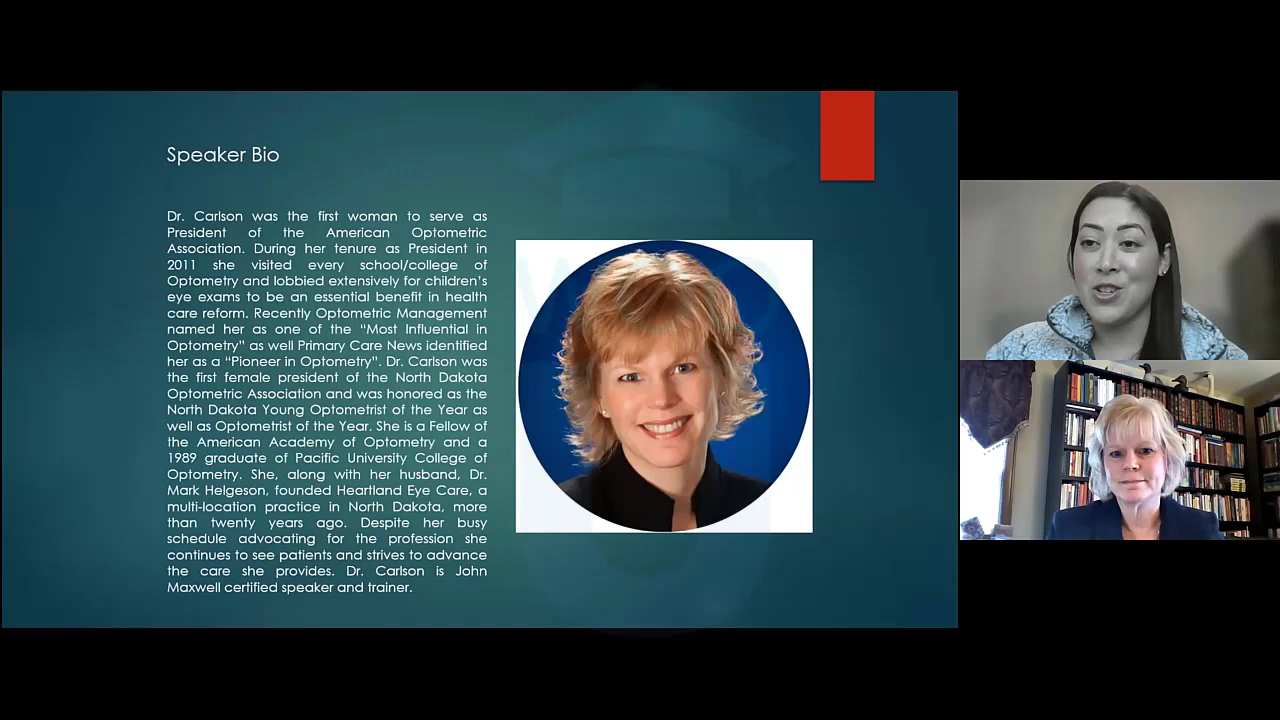 Speaker Bio
Dr. Carlson was the first woman to serve as
President of the American Optometric
Association. During her tenure as President in
2011 she visited every school/college of
Optometry and lobbied extensively for children’s
eye exams to be an essential benefit in health
care reform. Recently Optometric Management
named her as one of the “Most Influential in
Optometry” as well Primary Care News identified
her as a “Pioneer in Optometry”. Dr. Carlson was
the first female president of the North Dakota
Optometric Association and was honored as the
North Dakota Young Optometrist of the Year as
well as Optometrist of the Year. She is a Fellow of
the American Academy of Optometry and a
1989 graduate of Pacific University College of
Optometry. She, along with her husband, Dr.
Mark Helgeson, founded Heartland Eye Care, a
multi-location practice in North Dakota, more
than twenty years ago. Despite her busy
schedule advocating for the profession she
continues to see patients and strives to advance
the care she provides. Dr. Carlson is John
Maxwell certified speaker and trainer.